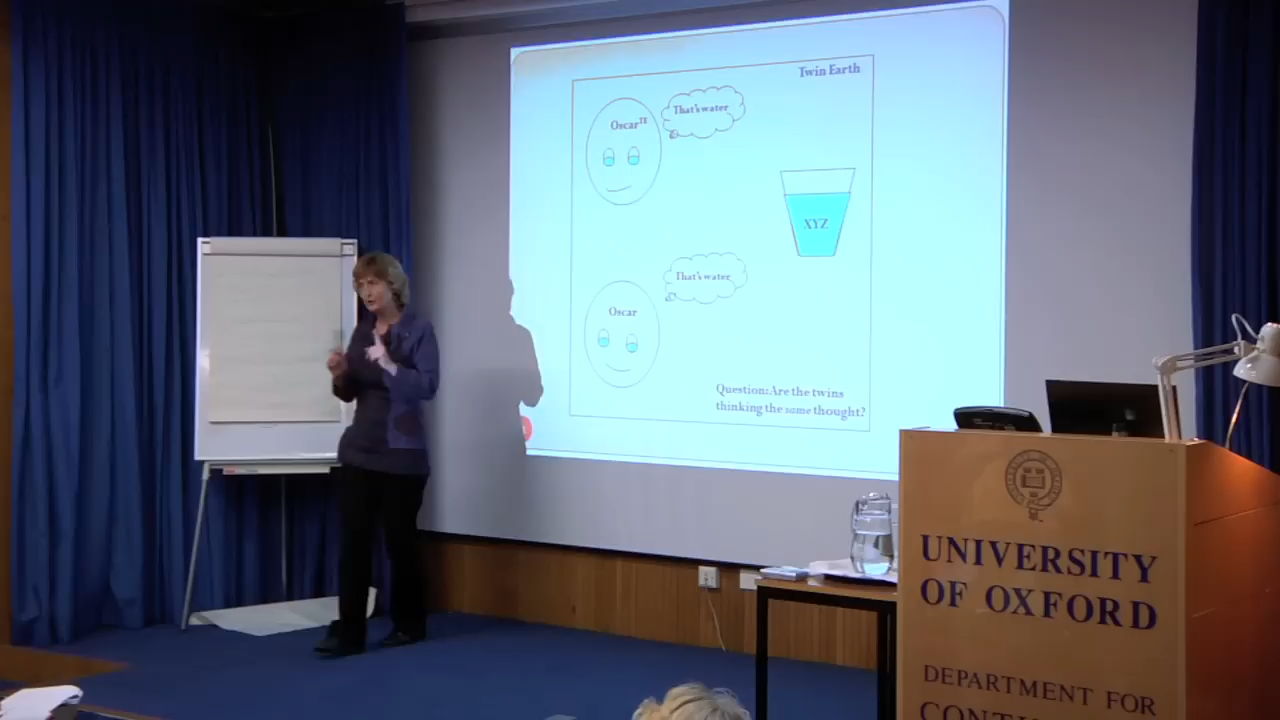 Twin Earth
That's water
Oscar TE
XYZ
That's water
Oscar
Question: Are the twins
thinking the same thought?
UNIVERSITY
OF OXFORD
DEPARTMENT FOR